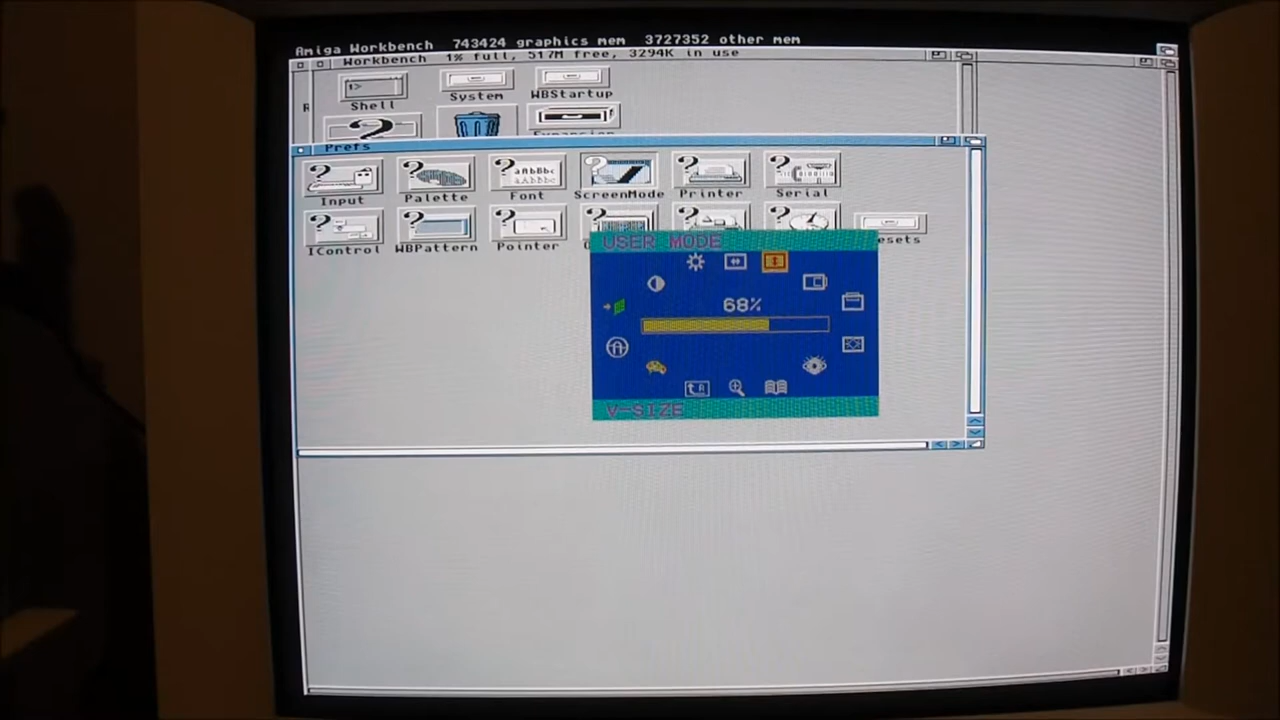 Amiga Workbench 743424 graphics mem 3727352 other mem
Workbench 1% full, 517M free, 3294K in use
1>
Shell System WBStartup
Prefs
Input Palette Font ScreenMode Printer Serial
IControl WBPattern Pointer
USER MODE
68%
V-SIZE